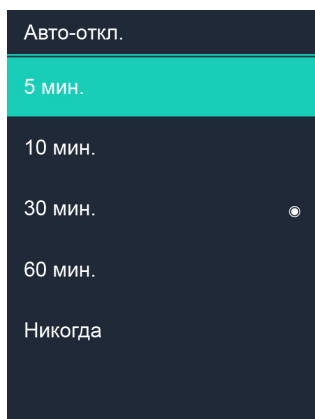 Авто-откл.
5 мин.
10 мин.
30 мин.
60 мин.
Никогда